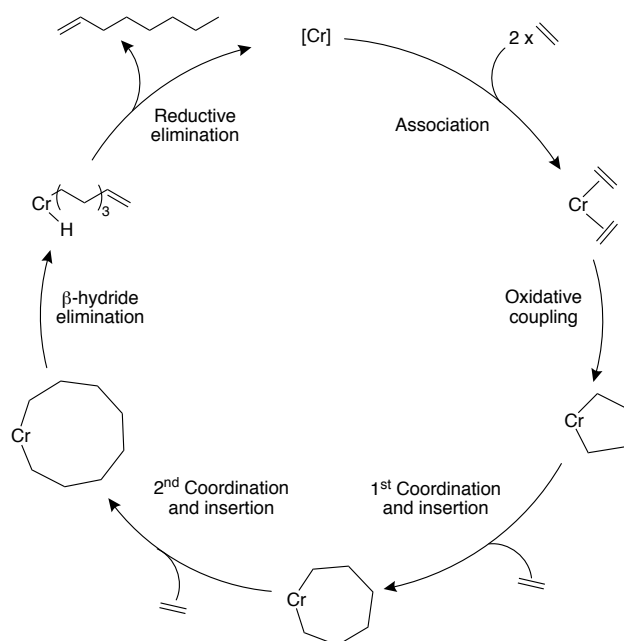 [Cr]
2 x
Association
Cr
Oxidative
coupling
Cr
1st Coordination
and insertion
Cr
2nd Coordination
and insertion
Cr
β-hydride
elimination
Cr
H
3
Reductive
elimination